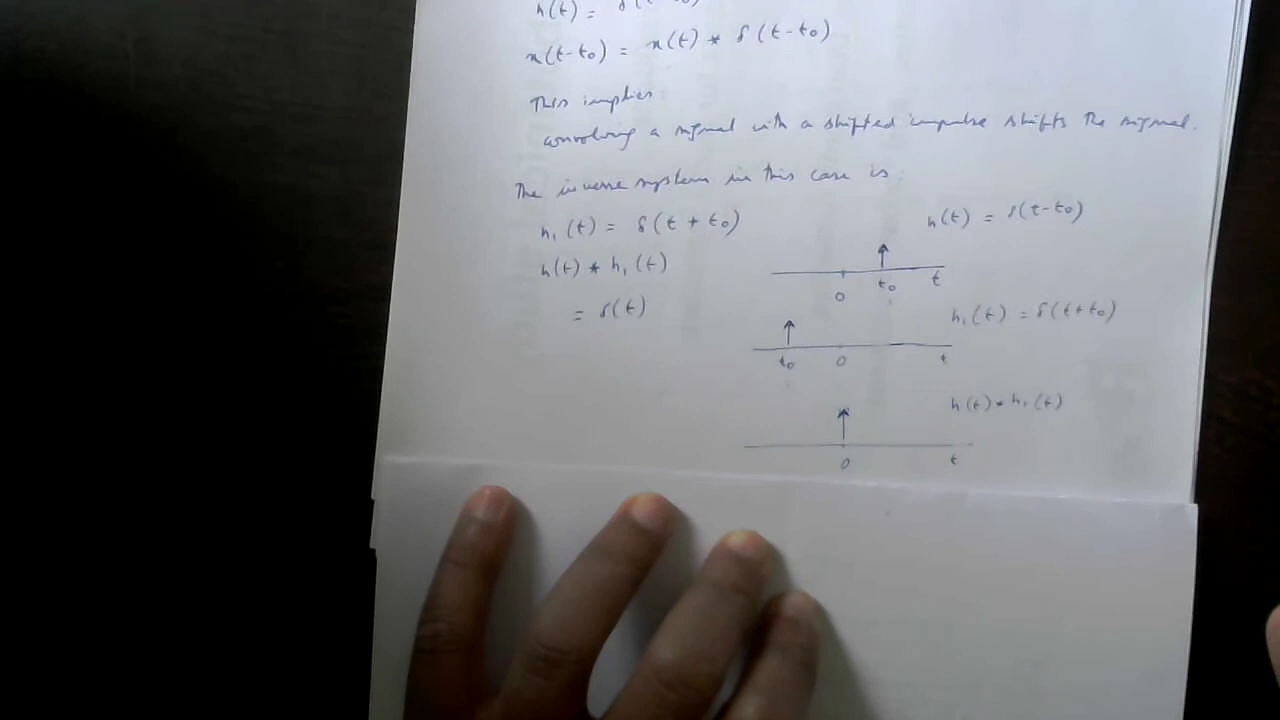 h(t) = δ(t-t₀)
x(t-t₀) = x(t) * δ(t-t₀)
This implies
convolving a signal with a shifted impulse shifts the signal.
The inverse system in this case is:
h₁(t) = δ(t + t₀)
h(t) * h₁(t)
= δ(t)
h(t) = δ(t-t₀)
0 t₀ t
h₁(t) = δ(t+t₀)
t₀ 0 t
h(t) * h₁(t)
0 t